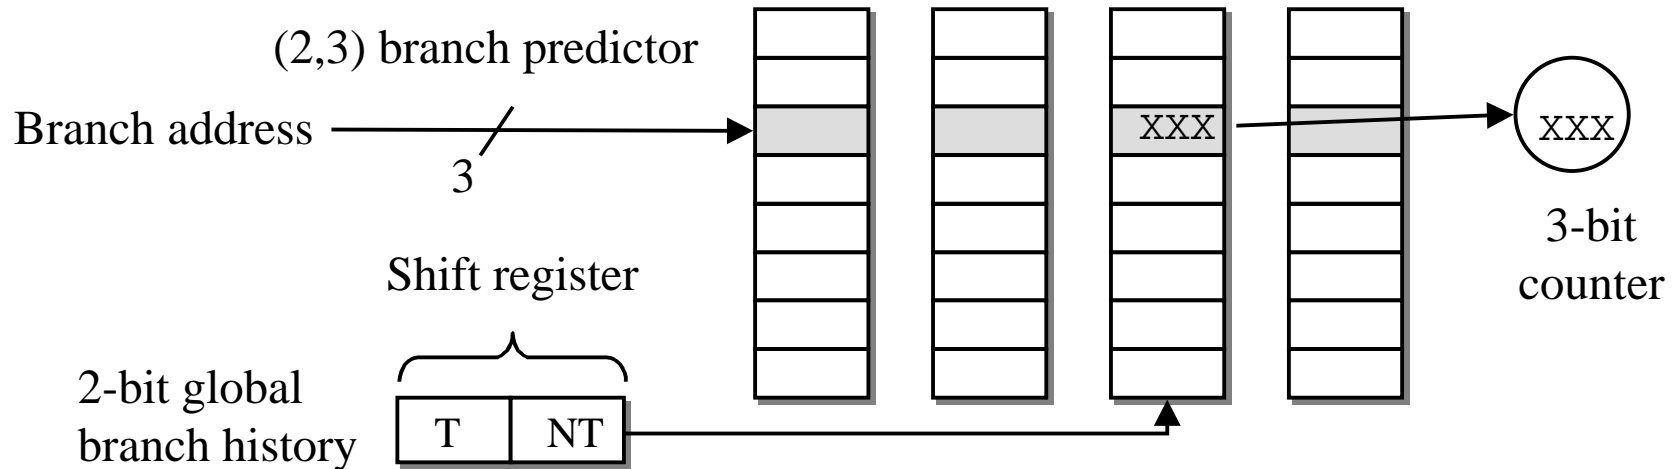 (2,3) branch predictor
Branch address
3
XXX
XXX
3-bit
counter
Shift register
2-bit global
branch history
T
NT